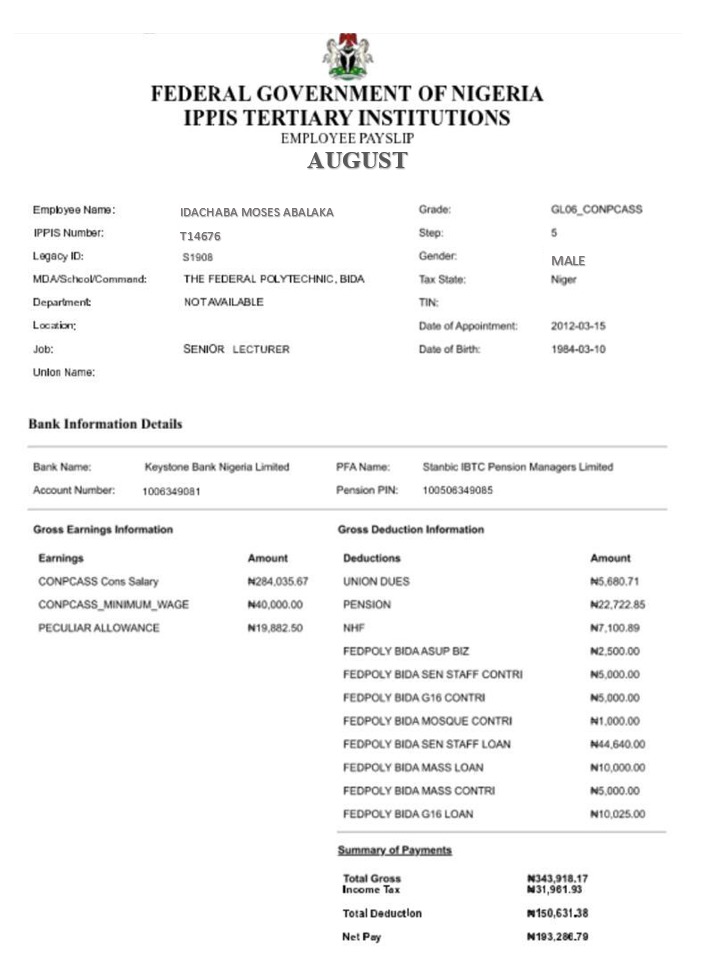 FEDERAL GOVERNMENT OF NIGERIA
IPPIS TERTIARY INSTITUTIONS
EMPLOYEE PAYSLIP
AUGUST
Employee Name: IDACHABA MOSES ABALAKA Grade: GL06_CONPCASS
IPPIS Number: T14676 Step: 5
Legacy ID: S1908 Gender: MALE
MDA/School/Command: THE FEDERAL POLYTECHNIC, BIDA Tax State: Niger
Department: NOT AVAILABLE TIN:
Location: Date of Appointment: 2012-03-15
Job: SENIOR LECTURER Date of Birth: 1984-03-10
Union Name:
Bank Information Details
Bank Name: Keystone Bank Nigeria Limited PFA Name: Stanbic IBTC Pension Managers Limited
Account Number: 1006349081 Pension PIN: 100506349085
Gross Earnings Information Gross Deduction Information
Earnings Amount Deductions Amount
CONPCASS Cons Salary ₦284,035.67 UNION DUES ₦5,680.71
CONPCASS_MINIMUM_WAGE ₦40,000.00 PENSION ₦22,722.85
PECULIAR ALLOWANCE ₦19,882.50 NHF ₦7,100.89
FEDPOLY BIDA ASUP BIZ ₦2,500.00
FEDPOLY BIDA SEN STAFF CONTRI ₦5,000.00
FEDPOLY BIDA G16 CONTRI ₦5,000.00
FEDPOLY BIDA MOSQUE CONTRI ₦1,000.00
FEDPOLY BIDA SEN STAFF LOAN ₦44,640.00
FEDPOLY BIDA MASS LOAN ₦10,000.00
FEDPOLY BIDA MASS CONTRI ₦5,000.00
FEDPOLY BIDA G16 LOAN ₦10,025.00
Summary of Payments
Total Gross ₦343,918.17
Income Tax ₦31,961.93
Total Deduction ₦150,631.38
Net Pay ₦193,286.79